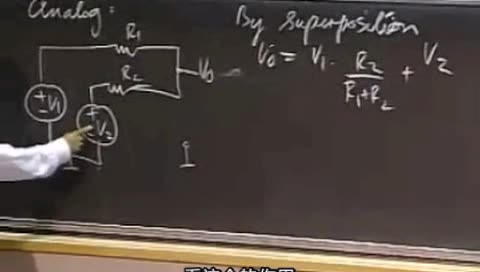 Analog:
By Superposition
R₁
V₀ = V₁ · R₂ / (R₁+R₂) + V₂
V₀
R₂
+
−
V₁
+
−
V₂